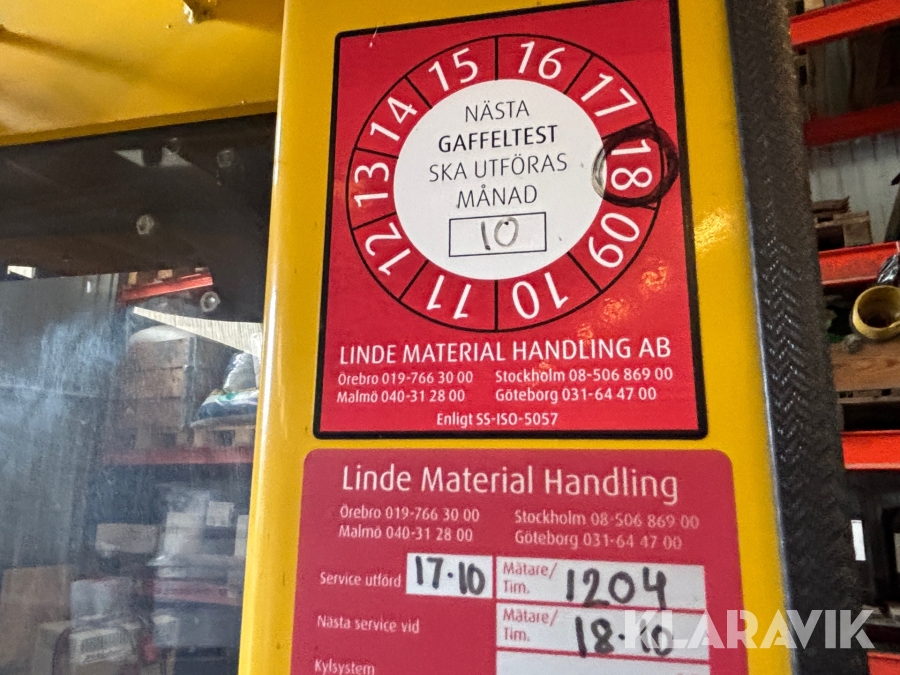 15 16
14 17
13 18
12 09
11 10
NÄSTA
GAFFELTEST
SKA UTFÖRAS
MÅNAD
10
LINDE MATERIAL HANDLING AB
Örebro 019-766 30 00 Stockholm 08-506 869 00
Malmö 040-31 28 00 Göteborg 031-64 47 00
Enligt SS-ISO-5057
Linde Material Handling
Örebro 019-766 30 00 Stockholm 08-506 869 00
Malmö 040-31 28 00 Göteborg 031-64 47 00
Service utförd 17·10 Mätare/ Tim. 1204
Nästa service vid Mätare/ Tim. 18·10
Kylsystem
KLARAVIK